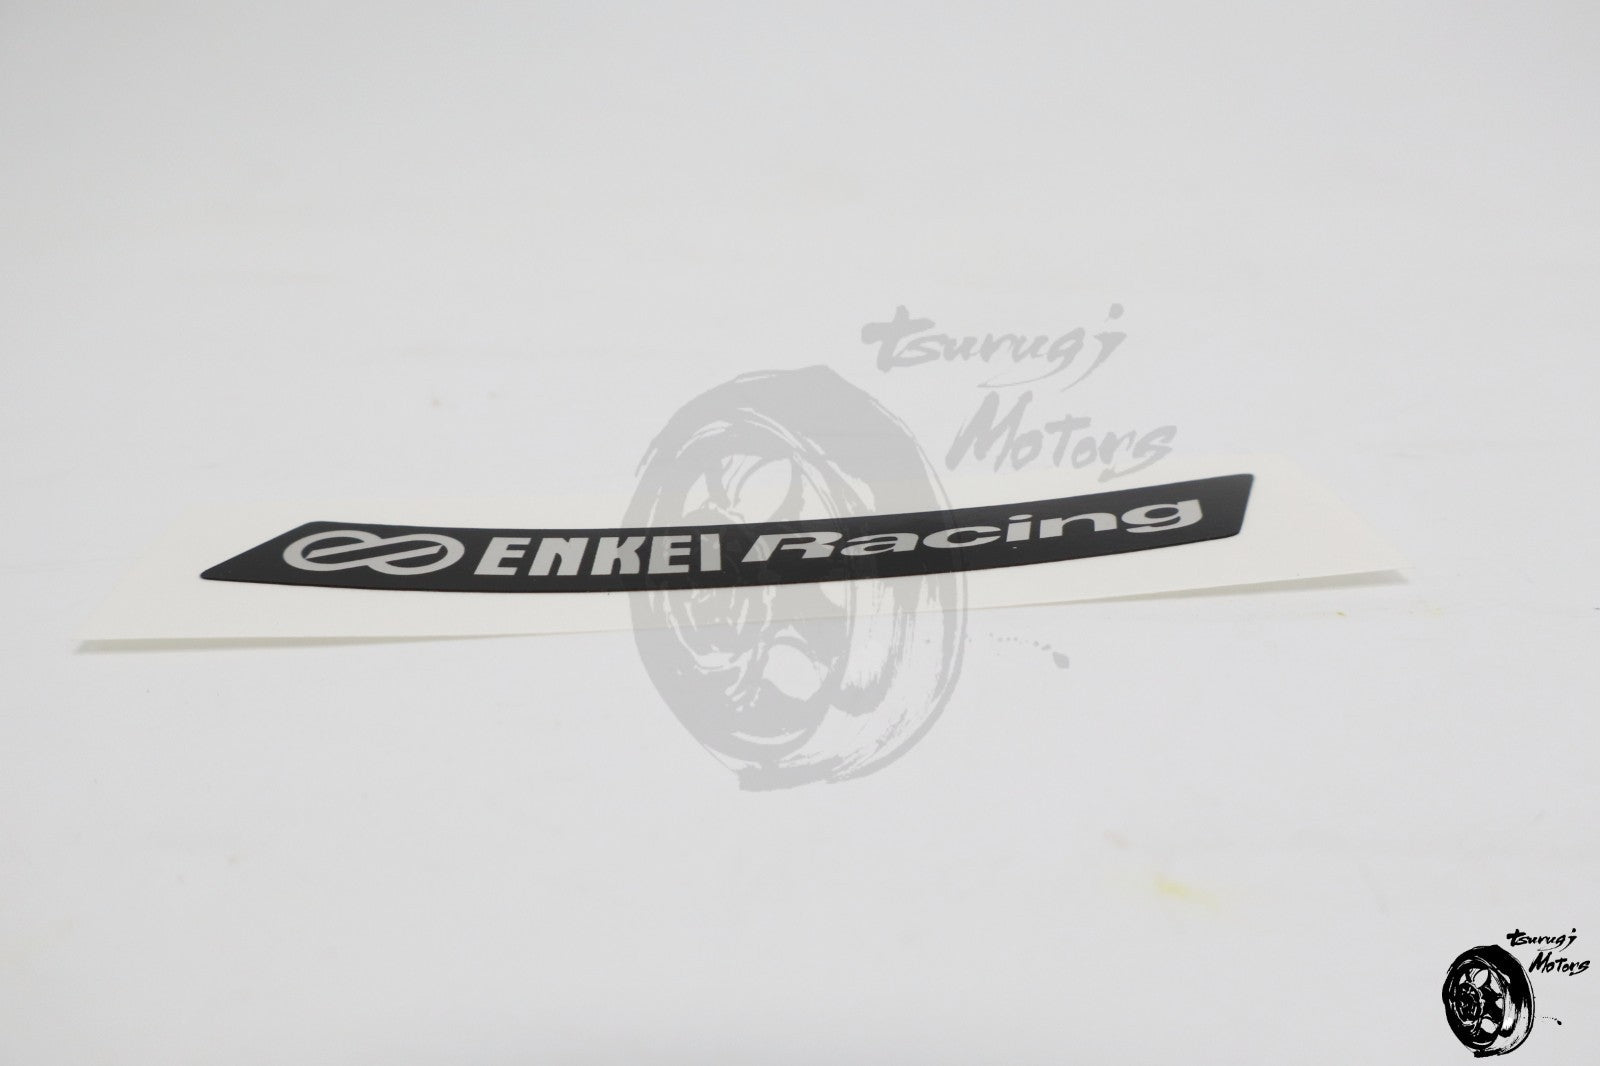 tsurugi
Motors
ENKEI Racing
tsurugi
Motors